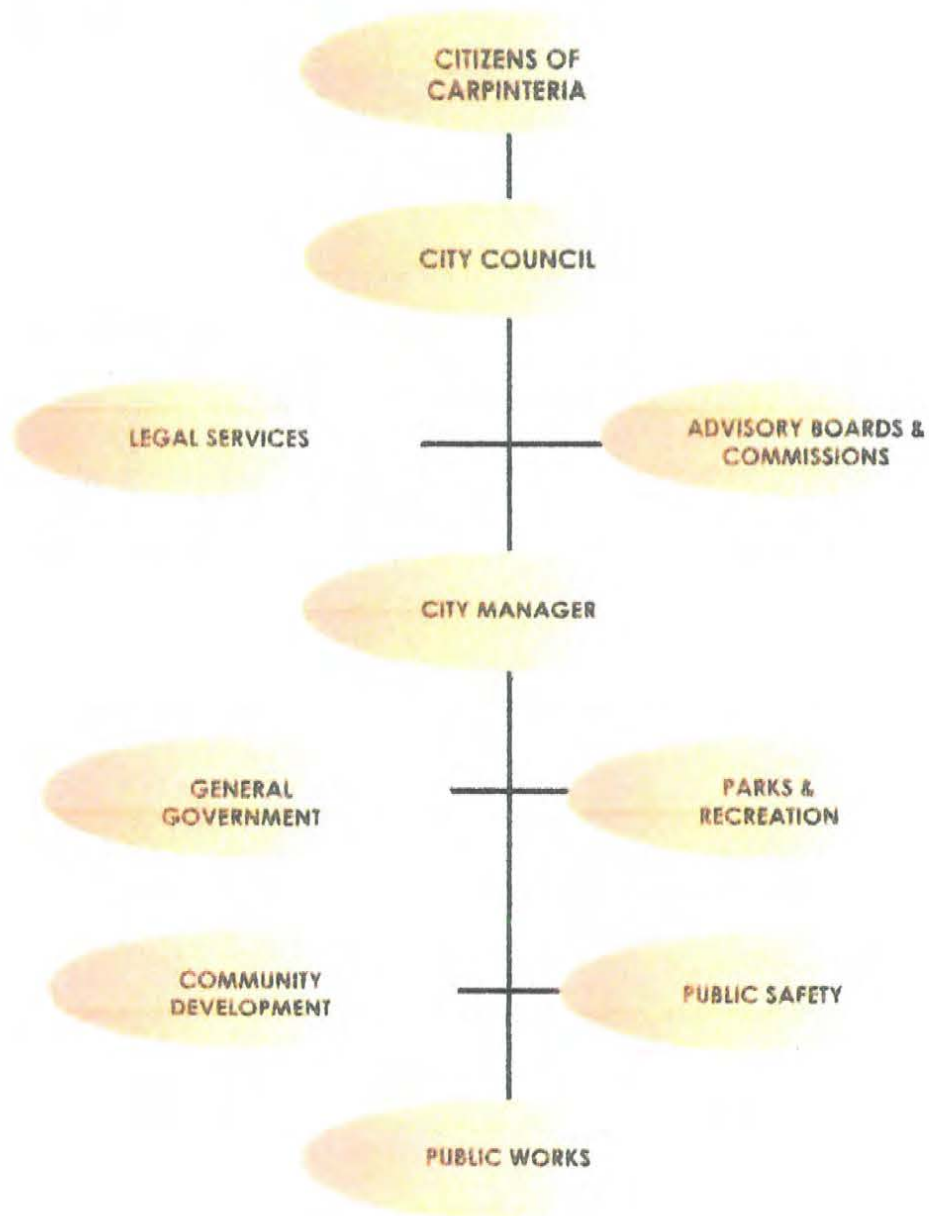 CITIZENS OF
CARPINTERIA
CITY COUNCIL
LEGAL SERVICES
ADVISORY BOARDS &
COMMISSIONS
CITY MANAGER
GENERAL
GOVERNMENT
PARKS &
RECREATION
COMMUNITY
DEVELOPMENT
PUBLIC SAFETY
PUBLIC WORKS